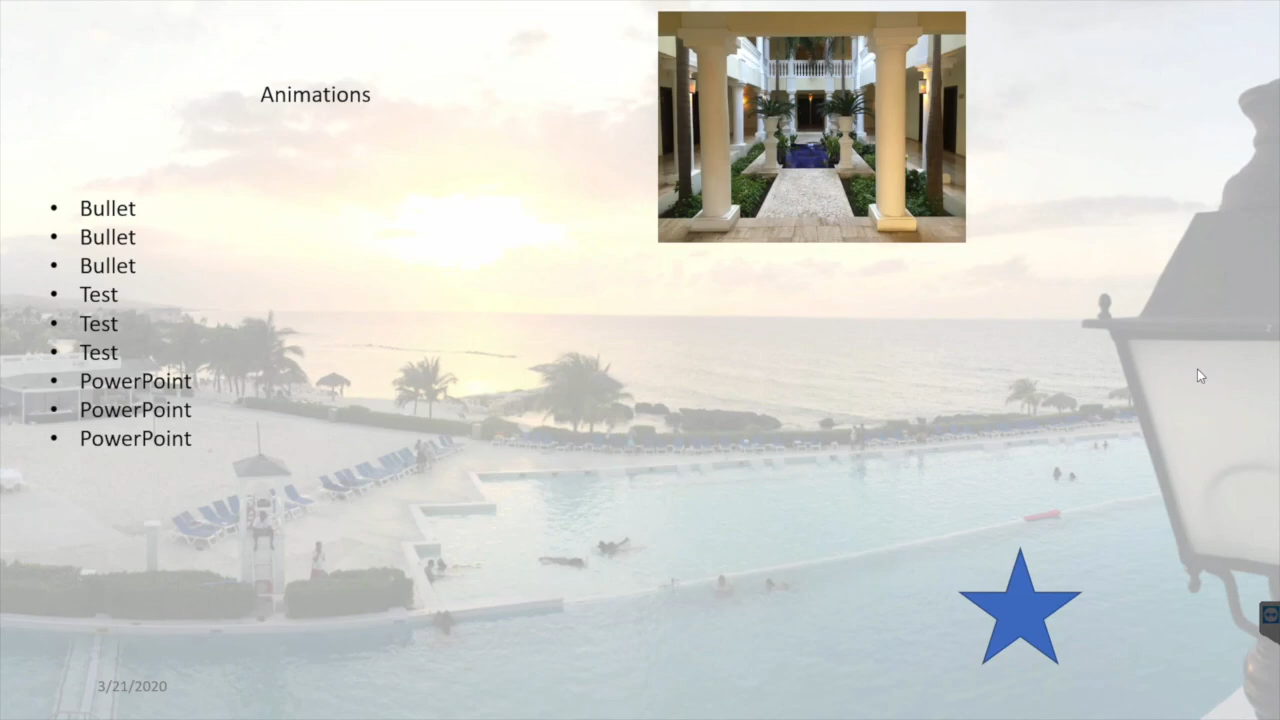 Animations
• Bullet
• Bullet
• Bullet
• Test
• Test
• Test
• PowerPoint
• PowerPoint
• PowerPoint
3/21/2020